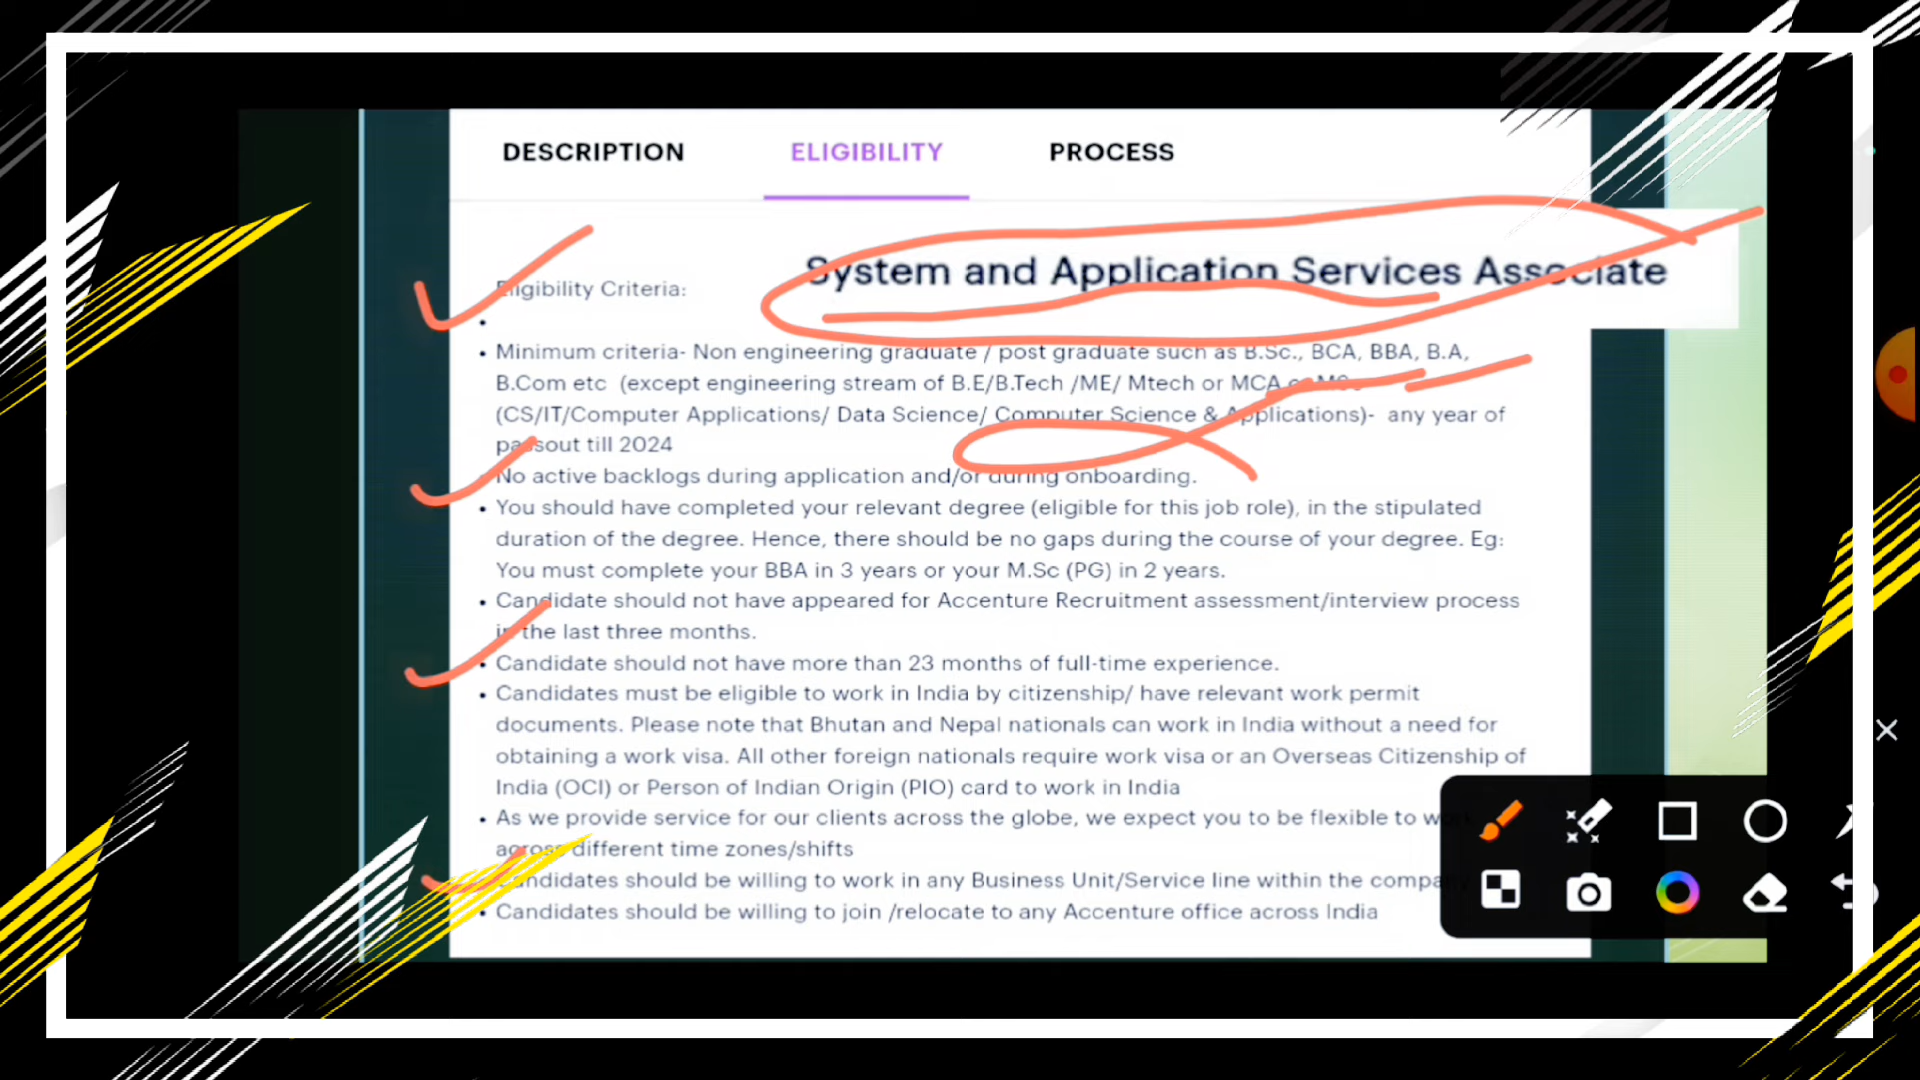 DESCRIPTION ELIGIBILITY PROCESS
System and Application Services Associate
Eligibility Criteria:
• Minimum criteria- Non engineering graduate / post graduate such as B.Sc., BCA, BBA, B.A,
B.Com etc (except engineering stream of B.E/B.Tech /ME/ Mtech or MCA or MSc
(CS/IT/Computer Applications/ Data Science/ Computer Science & Applications)- any year of
passout till 2024
No active backlogs during application and/or during onboarding.
• You should have completed your relevant degree (eligible for this job role), in the stipulated
duration of the degree. Hence, there should be no gaps during the course of your degree. Eg:
You must complete your BBA in 3 years or your M.Sc (PG) in 2 years.
• Candidate should not have appeared for Accenture Recruitment assessment/interview process
in the last three months.
• Candidate should not have more than 23 months of full-time experience.
• Candidates must be eligible to work in India by citizenship/ have relevant work permit
documents. Please note that Bhutan and Nepal nationals can work in India without a need for
obtaining a work visa. All other foreign nationals require work visa or an Overseas Citizenship of
India (OCI) or Person of Indian Origin (PIO) card to work in India
• As we provide service for our clients across the globe, we expect you to be flexible to work
across different time zones/shifts
Candidates should be willing to work in any Business Unit/Service line within the company
• Candidates should be willing to join /relocate to any Accenture office across India